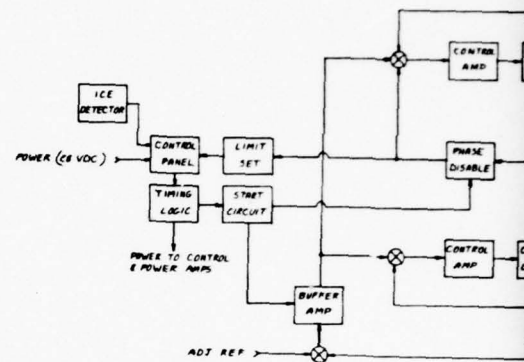 CONTROL
AMP
ICE
DETECTOR
POWER (28 VDC)
CONTROL
PANEL
LIMIT
SET
PHASE
DISABLE
TIMING
LOGIC
START
CIRCUIT
POWER TO CONTROL
& POWER AMPS
CONTROL
AMP
BUFFER
AMP
ADJ REF